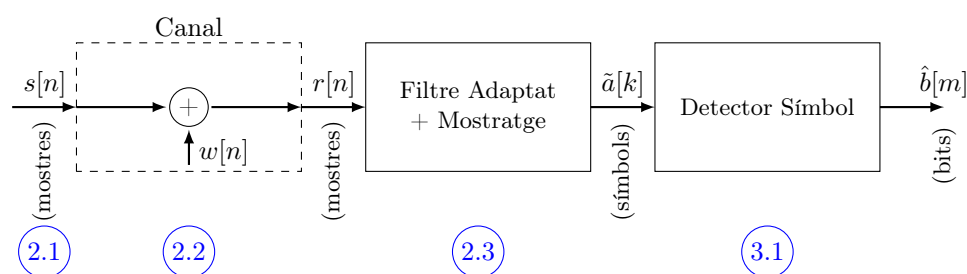 Canal
s[n]
r[n]
ã[k]
b̂[m]
+
w[n]
Filtre Adaptat
+ Mostratge
Detector Símbol
(mostres)
(mostres)
(símbols)
(bits)
2.1
2.2
2.3
3.1